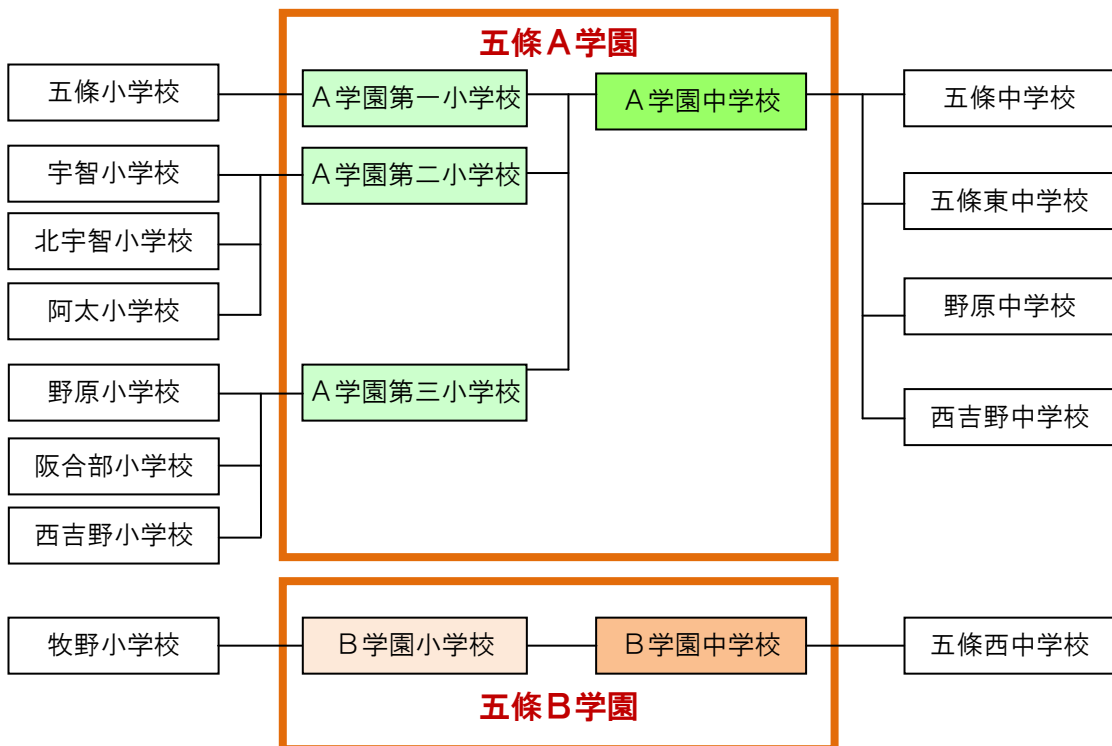 五條A学園
五條小学校
A学園第一小学校
A学園中学校
五條中学校
宇智小学校
A学園第二小学校
五條東中学校
北宇智小学校
阿太小学校
野原中学校
野原小学校
A学園第三小学校
西吉野中学校
阪合部小学校
西吉野小学校
牧野小学校
B学園小学校
B学園中学校
五條西中学校
五條B学園